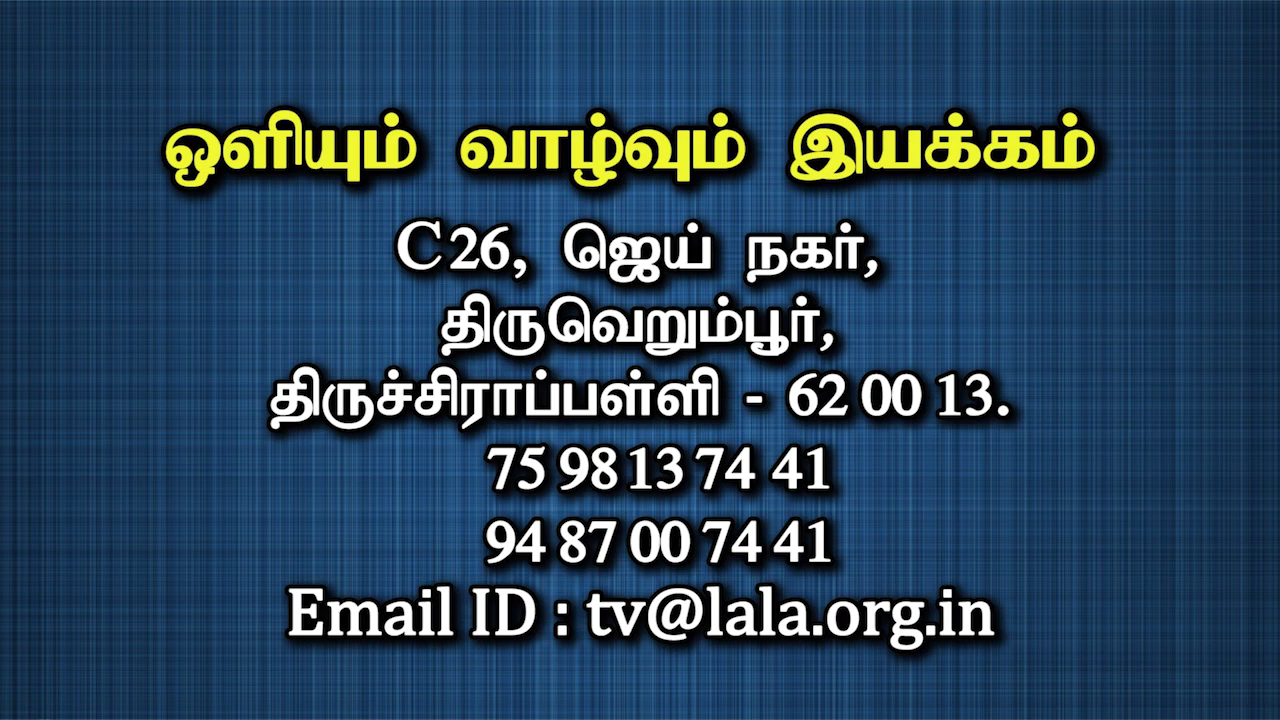 ஒளியும் வாழ்வும் இயக்கம்
C 26, ஜெய் நகர்,
திருவெறும்பூர்,
திருச்சிராப்பள்ளி - 62 00 13.
75 98 13 74 41
94 87 00 74 41
Email ID : tv@lala.org.in